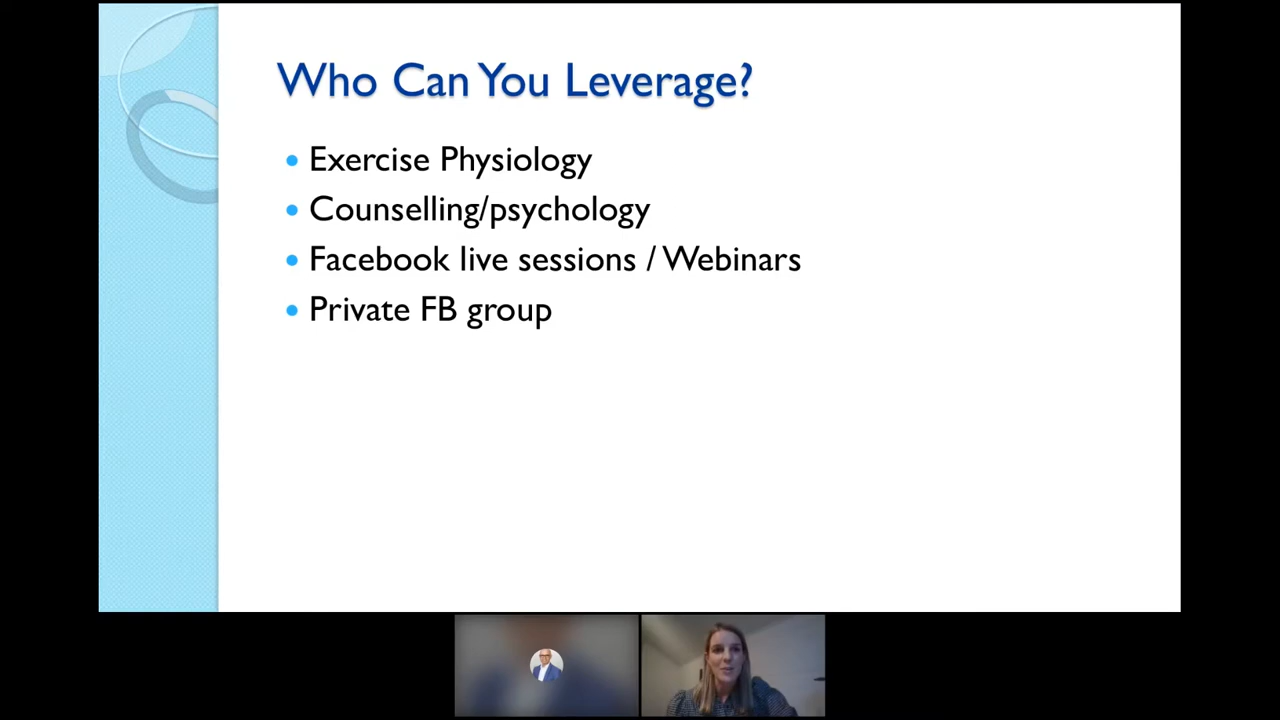 Who Can You Leverage?
Exercise Physiology
Counselling/psychology
Facebook live sessions / Webinars
Private FB group